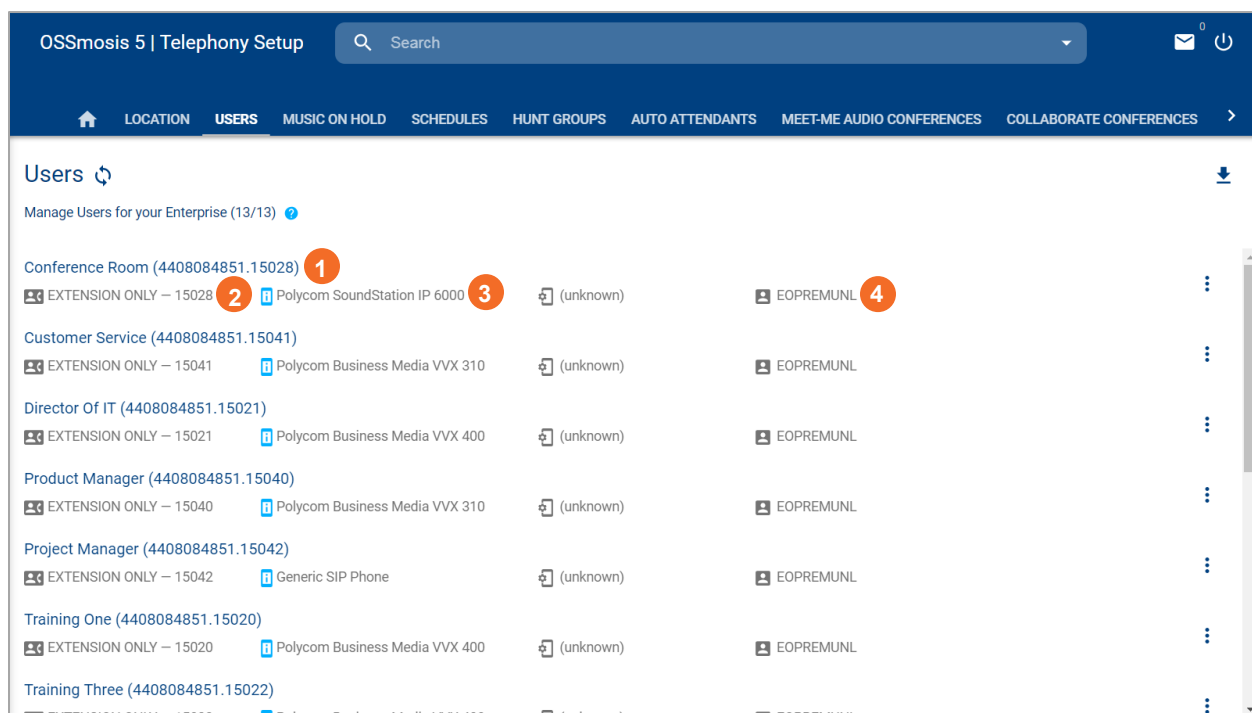 OSSmosis 5 | Telephony Setup Search 0
LOCATION USERS MUSIC ON HOLD SCHEDULES HUNT GROUPS AUTO ATTENDANTS MEET-ME AUDIO CONFERENCES COLLABORATE CONFERENCES
Users
Manage Users for your Enterprise (13/13) ?
Conference Room (4408084851.15028) 1
EXTENSION ONLY – 15028 2 Polycom SoundStation IP 6000 3 (unknown) EOPREMUNL 4
Customer Service (4408084851.15041)
EXTENSION ONLY – 15041 Polycom Business Media VVX 310 (unknown) EOPREMUNL
Director Of IT (4408084851.15021)
EXTENSION ONLY – 15021 Polycom Business Media VVX 400 (unknown) EOPREMUNL
Product Manager (4408084851.15040)
EXTENSION ONLY – 15040 Polycom Business Media VVX 310 (unknown) EOPREMUNL
Project Manager (4408084851.15042)
EXTENSION ONLY – 15042 Generic SIP Phone (unknown) EOPREMUNL
Training One (4408084851.15020)
EXTENSION ONLY – 15020 Polycom Business Media VVX 400 (unknown) EOPREMUNL
Training Three (4408084851.15022)